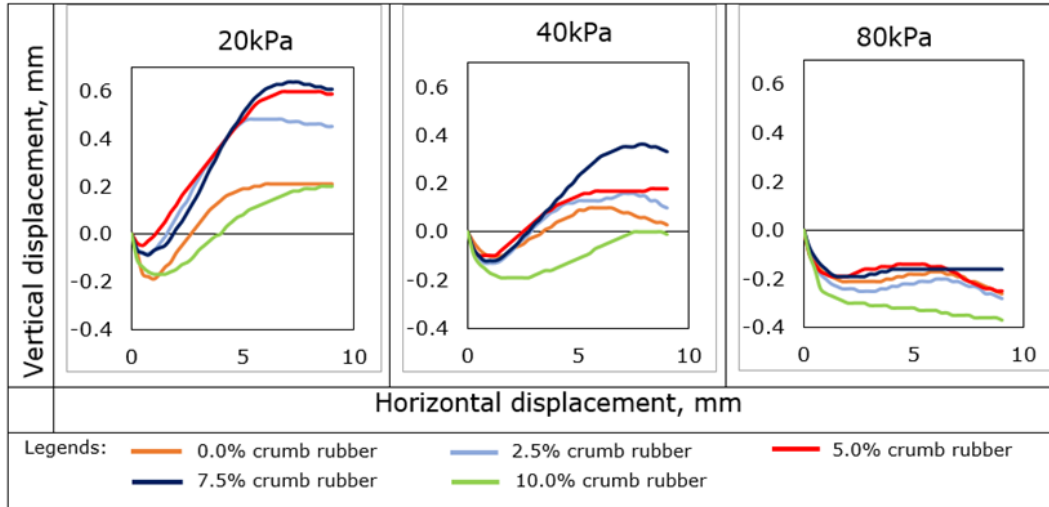 Vertical displacement, mm
20kPa
0.6
0.4
0.2
0.0
-0.2
-0.4
0 5 10
40kPa
0.6
0.4
0.2
0.0
-0.2
-0.4
0 5 10
80kPa
0.6
0.4
0.2
0.0
-0.2
-0.4
0 5 10
Horizontal displacement, mm
Legends: 0.0% crumb rubber 2.5% crumb rubber 5.0% crumb rubber
7.5% crumb rubber 10.0% crumb rubber